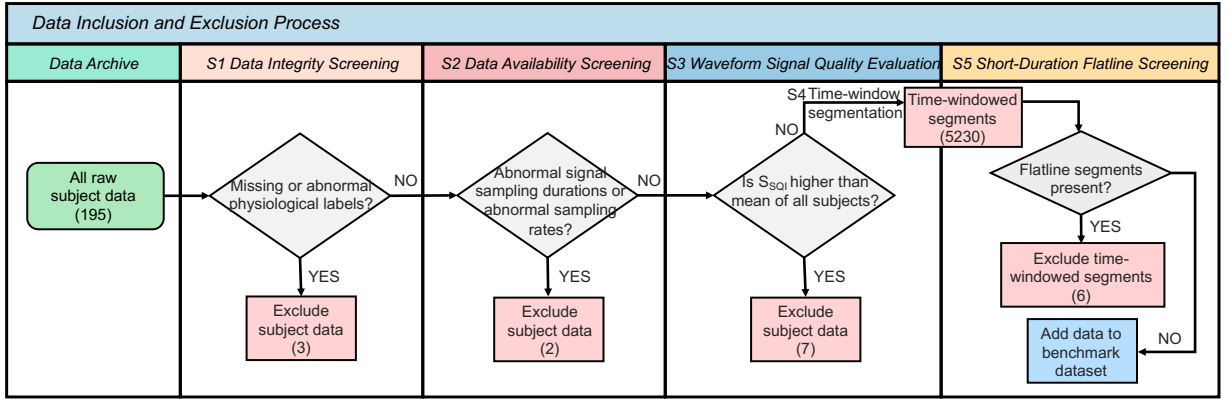 Data Inclusion and Exclusion Process
Data Archive
S1 Data Integrity Screening
S2 Data Availability Screening
S3 Waveform Signal Quality Evaluation
S5 Short-Duration Flatline Screening
All raw
subject data
(195)
Missing or abnormal
physiological labels?
NO
YES
Exclude
subject data
(3)
Abnormal signal
sampling durations or
abnormal sampling
rates?
NO
YES
Exclude
subject data
(2)
Is SSQI higher than
mean of all subjects?
NO
YES
Exclude
subject data
(7)
S4 Time-window
segmentation
Time-windowed
segments
(5230)
Flatline segments
present?
YES
Exclude time-
windowed segments
(6)
NO
Add data to
benchmark
dataset